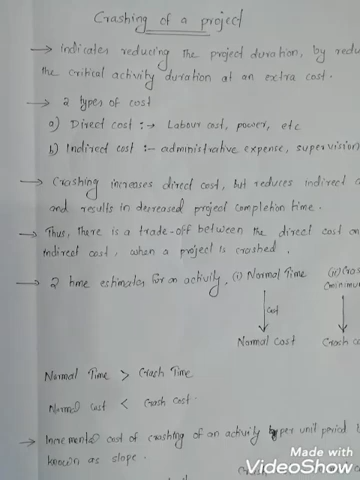 Crashing of a project
→ indicates reducing the project duration, by redu
the critical activity duration at an extra cost.
→ 2 types of cost
a) Direct cost :→ Labour cost, power, etc
b) Indirect cost :- administrative expense, supervision
→ Crashing increases direct cost, but reduces indirect c
and results in decreased project completion time.
→ Thus, there is a trade-off between the direct cost an
indirect cost, when a project is crashed.
→ 2 time estimates for an activity, (i) Normal Time (ii) Cras
(minimu
cost
Normal Cost Crash co
Normal Time > Crash Time
Normal cost < Crash cost.
→ Incremental cost of crashing of an activity per unit period
known as slope.
Made with
VideoShow